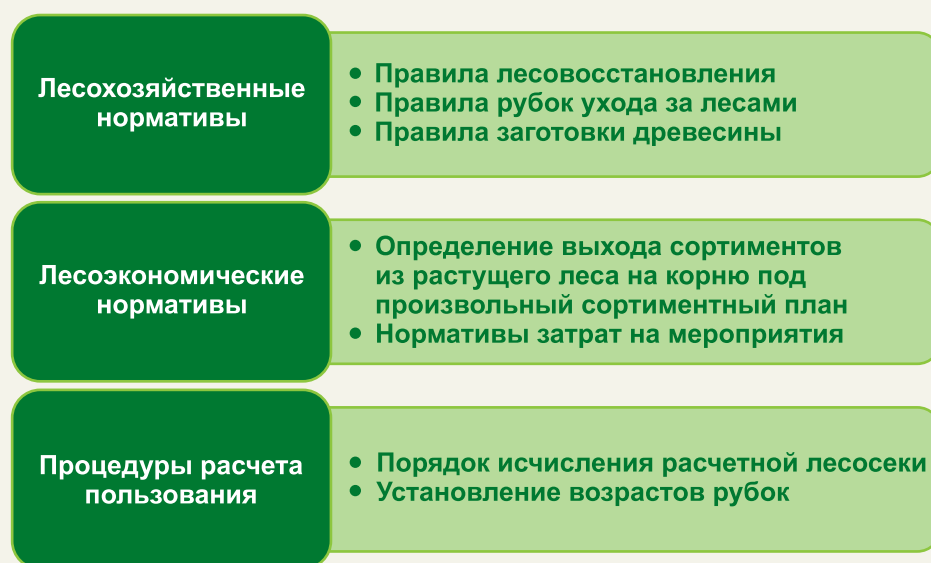 Лесохозяйственные
нормативы
• Правила лесовосстановления
• Правила рубок ухода за лесами
• Правила заготовки древесины
Лесоэкономические
нормативы
• Определение выхода сортиментов
из растущего леса на корню под
произвольный сортиментный план
• Нормативы затрат на мероприятия
Процедуры расчета
пользования
• Порядок исчисления расчетной лесосеки
• Установление возрастов рубок